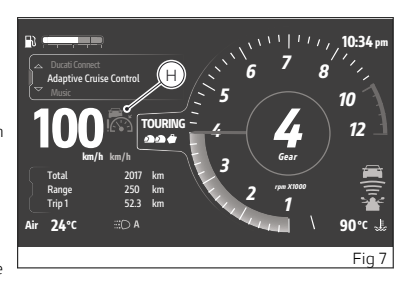 10:34 pm
Ducati Connect
Adaptive Cruise Control
Music
H
100
km/h km/h
TOURING
Total 2017 km
Range 250 km
Trip 1 52.3 km
Air 24°C
A
1
2
3
4
5
6
7
8
10
12
4
Gear
rpm X1000
90°C
Fig 7